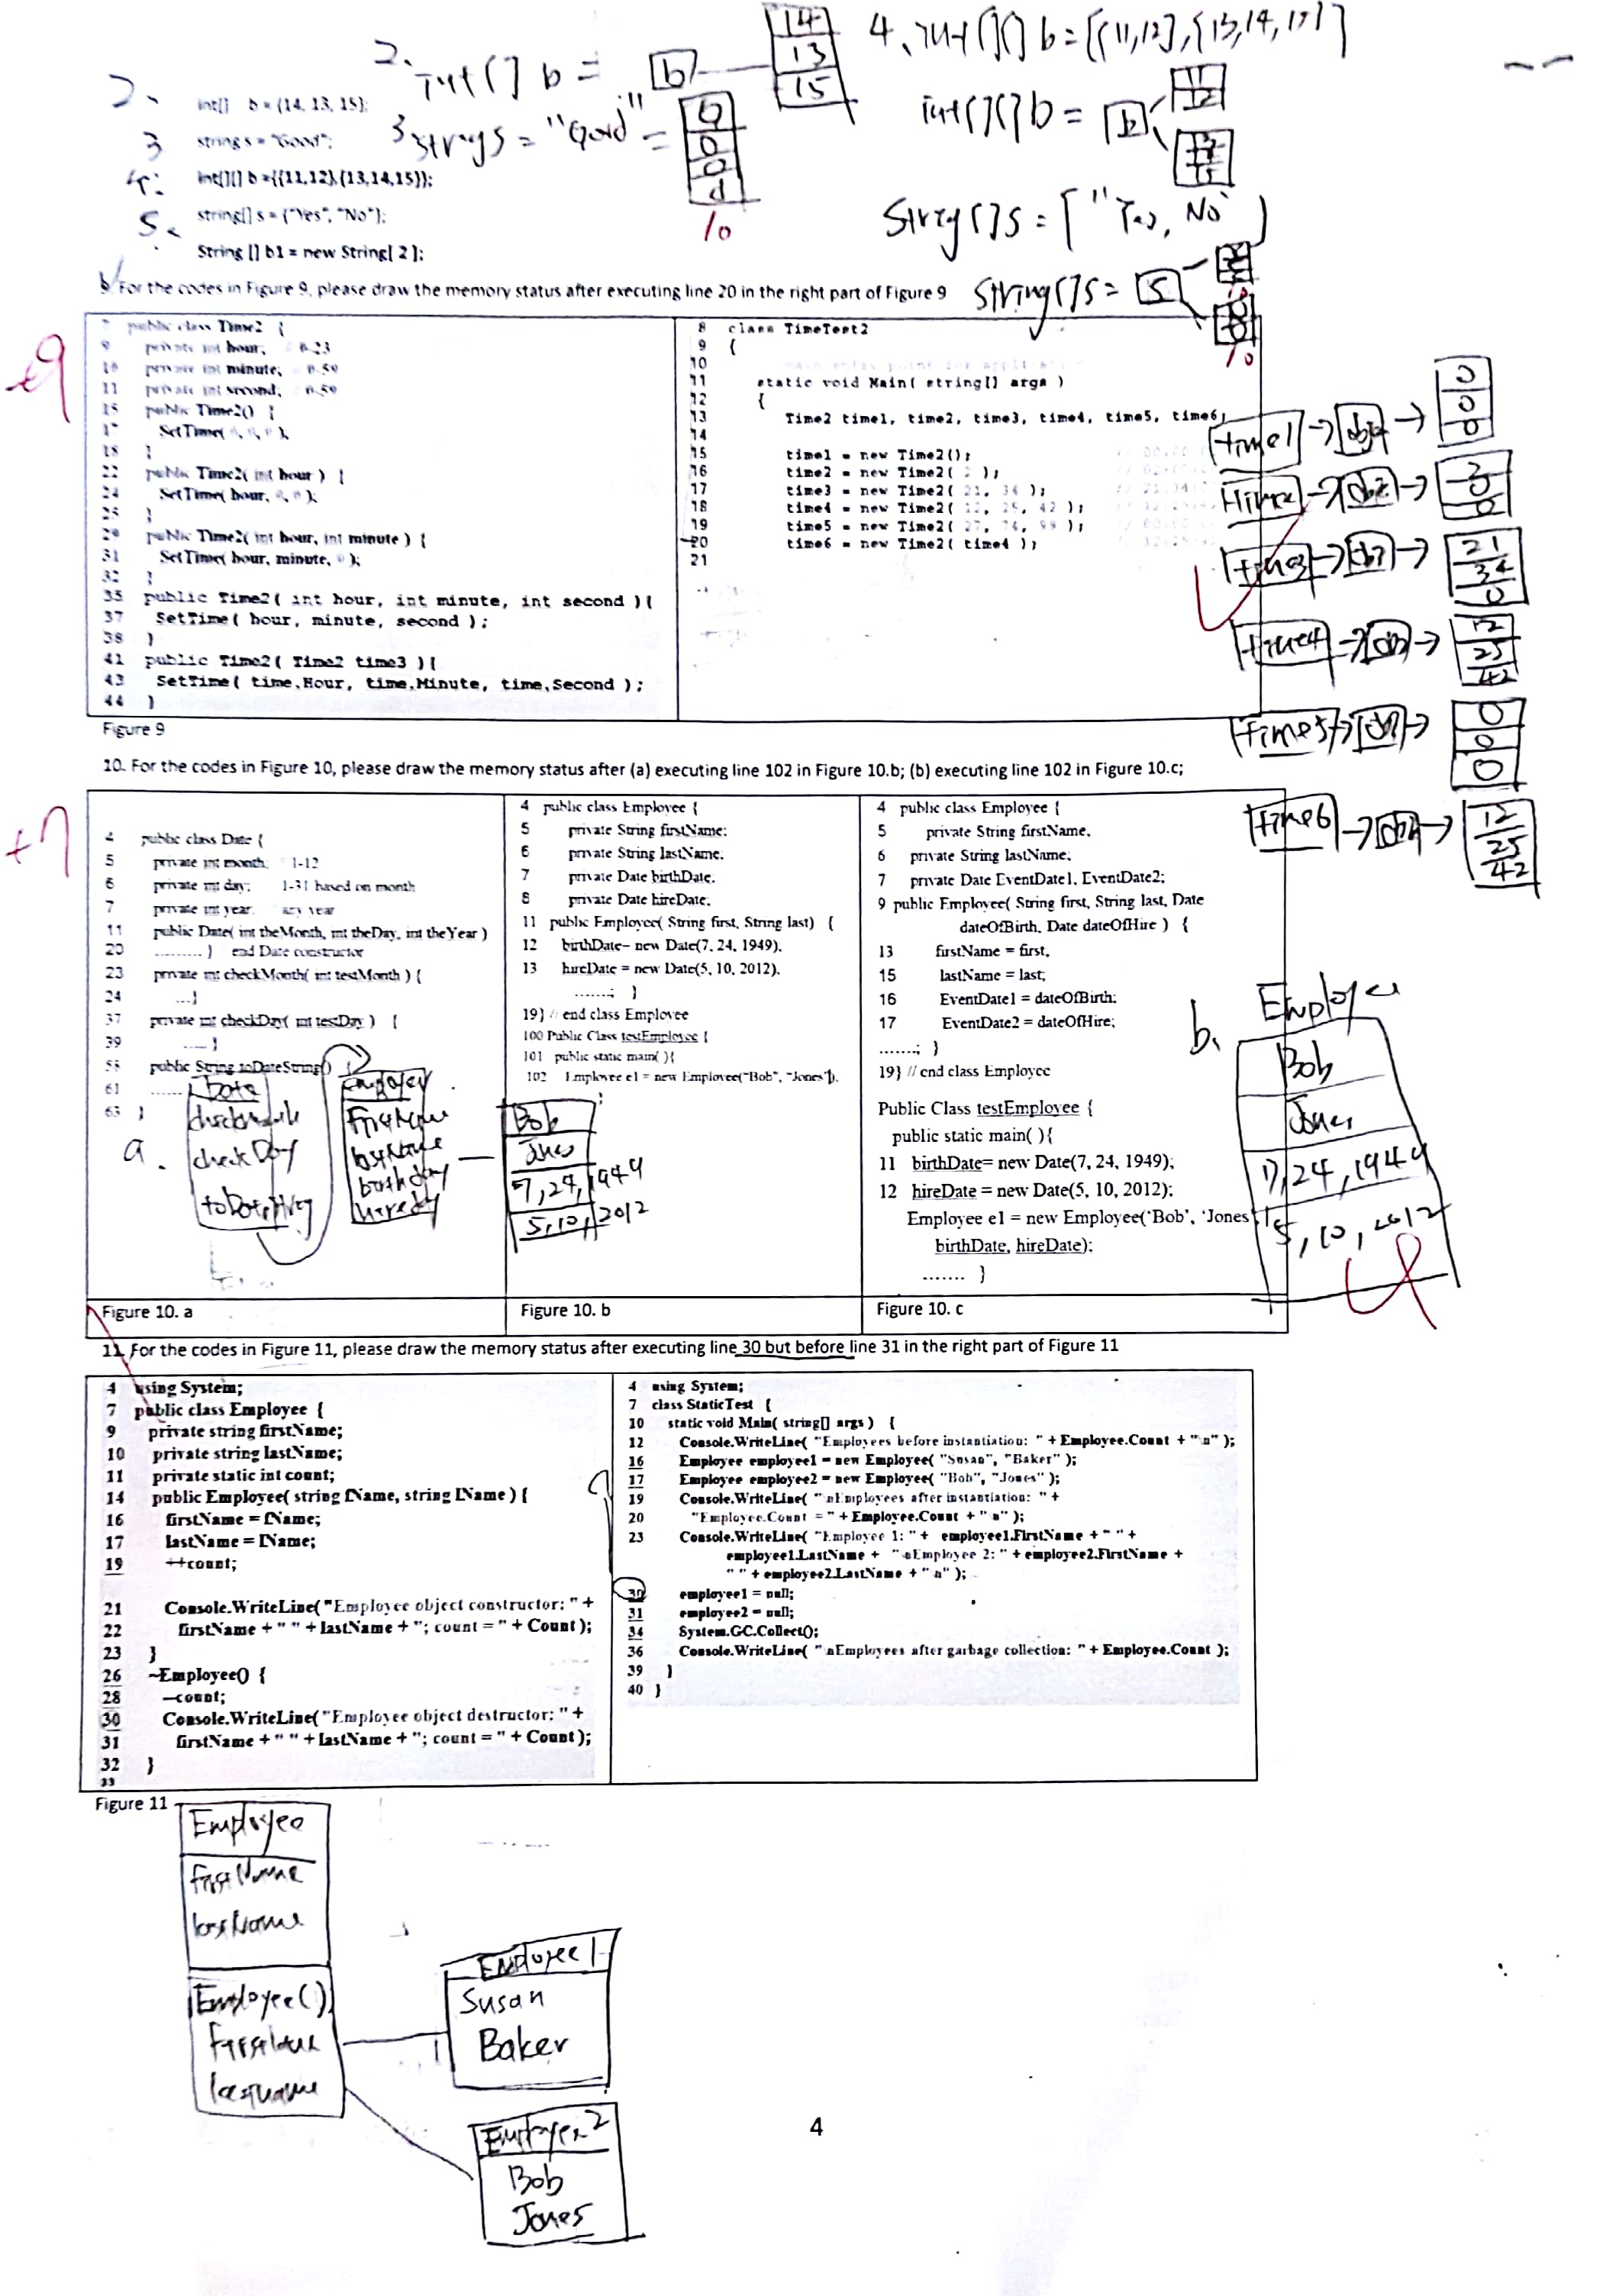 2.
int[] b = {14, 13, 15};
3
string s = "Good";
4.
int[][] b ={{11,12},{13,14,15}};
5.
string[] s = {"Yes", "No"};
String [] b1 = new String[ 2 ];
2. int[] b =
b
14
13
15
3 String s = "Good" =
0
0
d
\0
4. int[][] b = [{11,12},{13,14,15}]
int[][] b =
b
String[]s = ["Yes, No
String[]s =
S
\0
\0
9. For the codes in Figure 9, please draw the memory status after executing line 20 in the right part of Figure 9
7 public class Time2 {
9 private int hour; 0-23
10 private int minute; 0-59
11 private int second; 0-59
15 public Time2() {
17 SetTime( 0, 0, 0 );
18 }
22 public Time2( int hour ) {
24 SetTime( hour, 0, 0 );
25 }
29 public Time2( int hour, int minute ) {
31 SetTime( hour, minute, 0 );
32 }
35 public Time2( int hour, int minute, int second ){
37 SetTime( hour, minute, second );
38 }
41 public Time2( Time2 time3 ){
43 SetTime( time.Hour, time.Minute, time.Second );
44 }
8 class TimeTest2
9 {
10 main entry point for application
11 static void Main( string[] args )
12 {
13 Time2 time1, time2, time3, time4, time5, time6;
14
15 time1 = new Time2();
16 time2 = new Time2( 2 );
17 time3 = new Time2( 21, 34 );
18 time4 = new Time2( 12, 25, 42 );
19 time5 = new Time2( 27, 74, 99 );
20 time6 = new Time2( time4 );
21
+9
time1
0
0
0
0
0
time3
21
34
0
time4
12
25
42
time5
0
0
0
time6
12
25
42
Figure 9
10. For the codes in Figure 10, please draw the memory status after (a) executing line 102 in Figure 10.b; (b) executing line 102 in Figure 10.c;
+7
4 public class Date {
5 private int month; 1-12
6 private int day; 1-31 based on month
7 private int year; any year
11 public Date( int theMonth, int theDay, int theYear )
20 ......... } end Date constructor
23 private int checkMonth( int testMonth ) {
24 ...}
37 private int checkDay( int testDay ) {
39 .....}
58 public String toDateString() {
61 ......
63 }
a.
Date
checkmonth
checkDay
toDateString
Employee
FirstName
lastName
birthday
hireday
4 public class Employee {
5 private String firstName;
6 private String lastName;
7 private Date birthDate;
8 private Date hireDate;
11 public Employee( String first, String last) {
12 birthDate= new Date(7, 24, 1949);
13 hireDate = new Date(5, 10, 2012);
.......; }
19} // end class Employee
100 Public Class testEmployee {
101 public static main( ){
102 Employee e1 = new Employee("Bob", "Jones");
Bob
Jones
7, 24, 1949
5, 10, 2012
4 public class Employee {
5 private String firstName;
6 private String lastName;
7 private Date EventDate1, EventDate2;
9 public Employee( String first, String last, Date
dateOfBirth, Date dateOfHire ) {
13 firstName = first;
15 lastName = last;
16 EventDate1 = dateOfBirth;
17 EventDate2 = dateOfHire;
.......; }
19} // end class Employee
Public Class testEmployee {
public static main( ){
11 birthDate= new Date(7, 24, 1949);
12 hireDate = new Date(5, 10, 2012);
Employee e1 = new Employee('Bob', 'Jones
birthDate, hireDate);
....... }
b.
Employee
Bob
Jones
7, 24, 1949
5, 10, 2012
Figure 10. a
Figure 10. b
Figure 10. c
11. For the codes in Figure 11, please draw the memory status after executing line 30 but before line 31 in the right part of Figure 11
4 using System;
7 public class Employee {
9 private string firstName;
10 private string lastName;
11 private static int count;
14 public Employee( string fName, string lName ) {
16 firstName = fName;
17 lastName = lName;
19 ++count;
21 Console.WriteLine( "Employee object constructor: " +
22 firstName + " " + lastName + "; count = " + Count );
23 }
26 ~Employee() {
28 --count;
30 Console.WriteLine( "Employee object destructor: " +
31 firstName + " " + lastName + "; count = " + Count );
32 }
33
4 using System;
7 class StaticTest {
10 static void Main( string[] args ) {
12 Console.WriteLine( "Employees before instantiation: " + Employee.Count + "\n" );
16 Employee employee1 = new Employee( "Susan", "Baker" );
17 Employee employee2 = new Employee( "Bob", "Jones" );
19 Console.WriteLine( "\nEmployees after instantiation: " +
20 "Employee.Count = " + Employee.Count + "\n" );
23 Console.WriteLine( "Employee 1: " + employee1.FirstName + " " +
employee1.LastName + "\nEmployee 2: " + employee2.FirstName +
" " + employee2.LastName + "\n" );
30 employee1 = null;
31 employee2 = null;
34 System.GC.Collect();
36 Console.WriteLine( "\nEmployees after garbage collection: " + Employee.Count );
39 }
40 }
Figure 11
Employee
firstName
lastName
Employee()
firstName
lastname
Employee1
Susan
Baker
Employee2
Bob
Jones
4